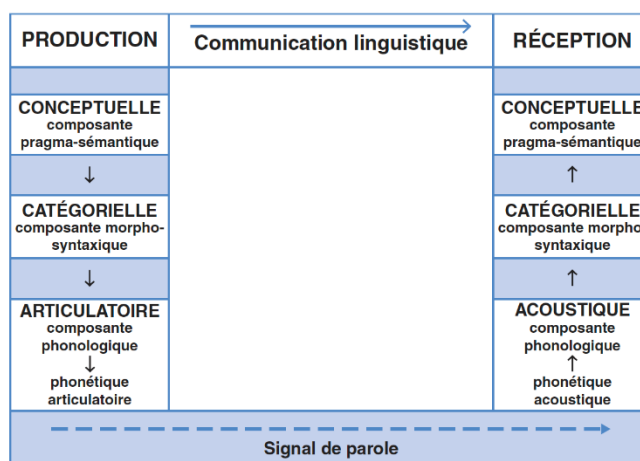 PRODUCTION
Communication linguistique
RÉCEPTION
CONCEPTUELLE
composante
pragma-sémantique
↓
CATÉGORIELLE
composante morpho-
syntaxique
↓
ARTICULATOIRE
composante
phonologique
↓
phonétique
articulatoire
CONCEPTUELLE
composante
pragma-sémantique
↑
CATÉGORIELLE
composante morpho-
syntaxique
↑
ACOUSTIQUE
composante
phonologique
↑
phonétique
acoustique
Signal de parole